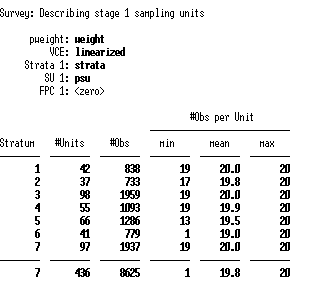 Survey: Describing stage 1 sampling units
pweight: weight
VCE: linearized
Strata 1: strata
SU 1: psu
FPC 1: <zero>
#Obs per Unit
Stratum #Units #Obs min mean max
1 42 838 19 20.0 20
2 37 733 17 19.8 20
3 98 1959 19 20.0 20
4 55 1093 19 19.9 20
5 66 1286 13 19.5 20
6 41 779 1 19.0 20
7 97 1937 19 20.0 20
7 436 8625 1 19.8 20